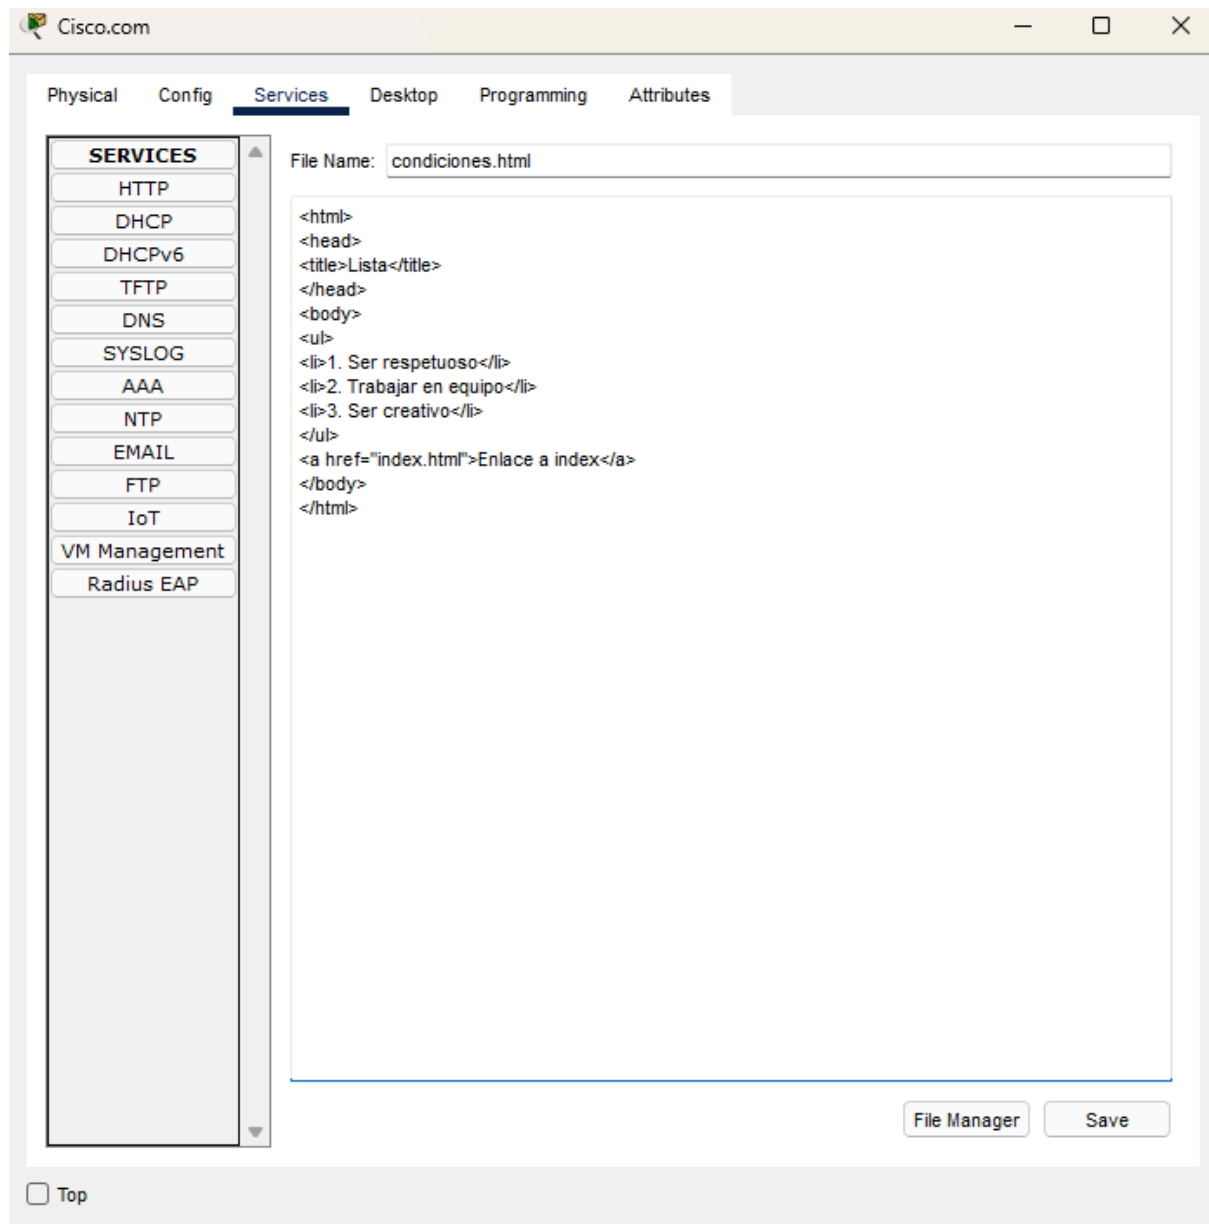 Cisco.com
Physical Config Services Desktop Programming Attributes
SERVICES
HTTP
DHCP
DHCPv6
TFTP
DNS
SYSLOG
AAA
NTP
EMAIL
FTP
IoT
VM Management
Radius EAP
File Name: condiciones.html
<html>
<head>
<title>Lista</title>
</head>
<body>
<ul>
<li>1. Ser respetuoso</li>
<li>2. Trabajar en equipo</li>
<li>3. Ser creativo</li>
</ul>
<a href="index.html">Enlace a index</a>
</body>
</html>
File Manager Save
Top